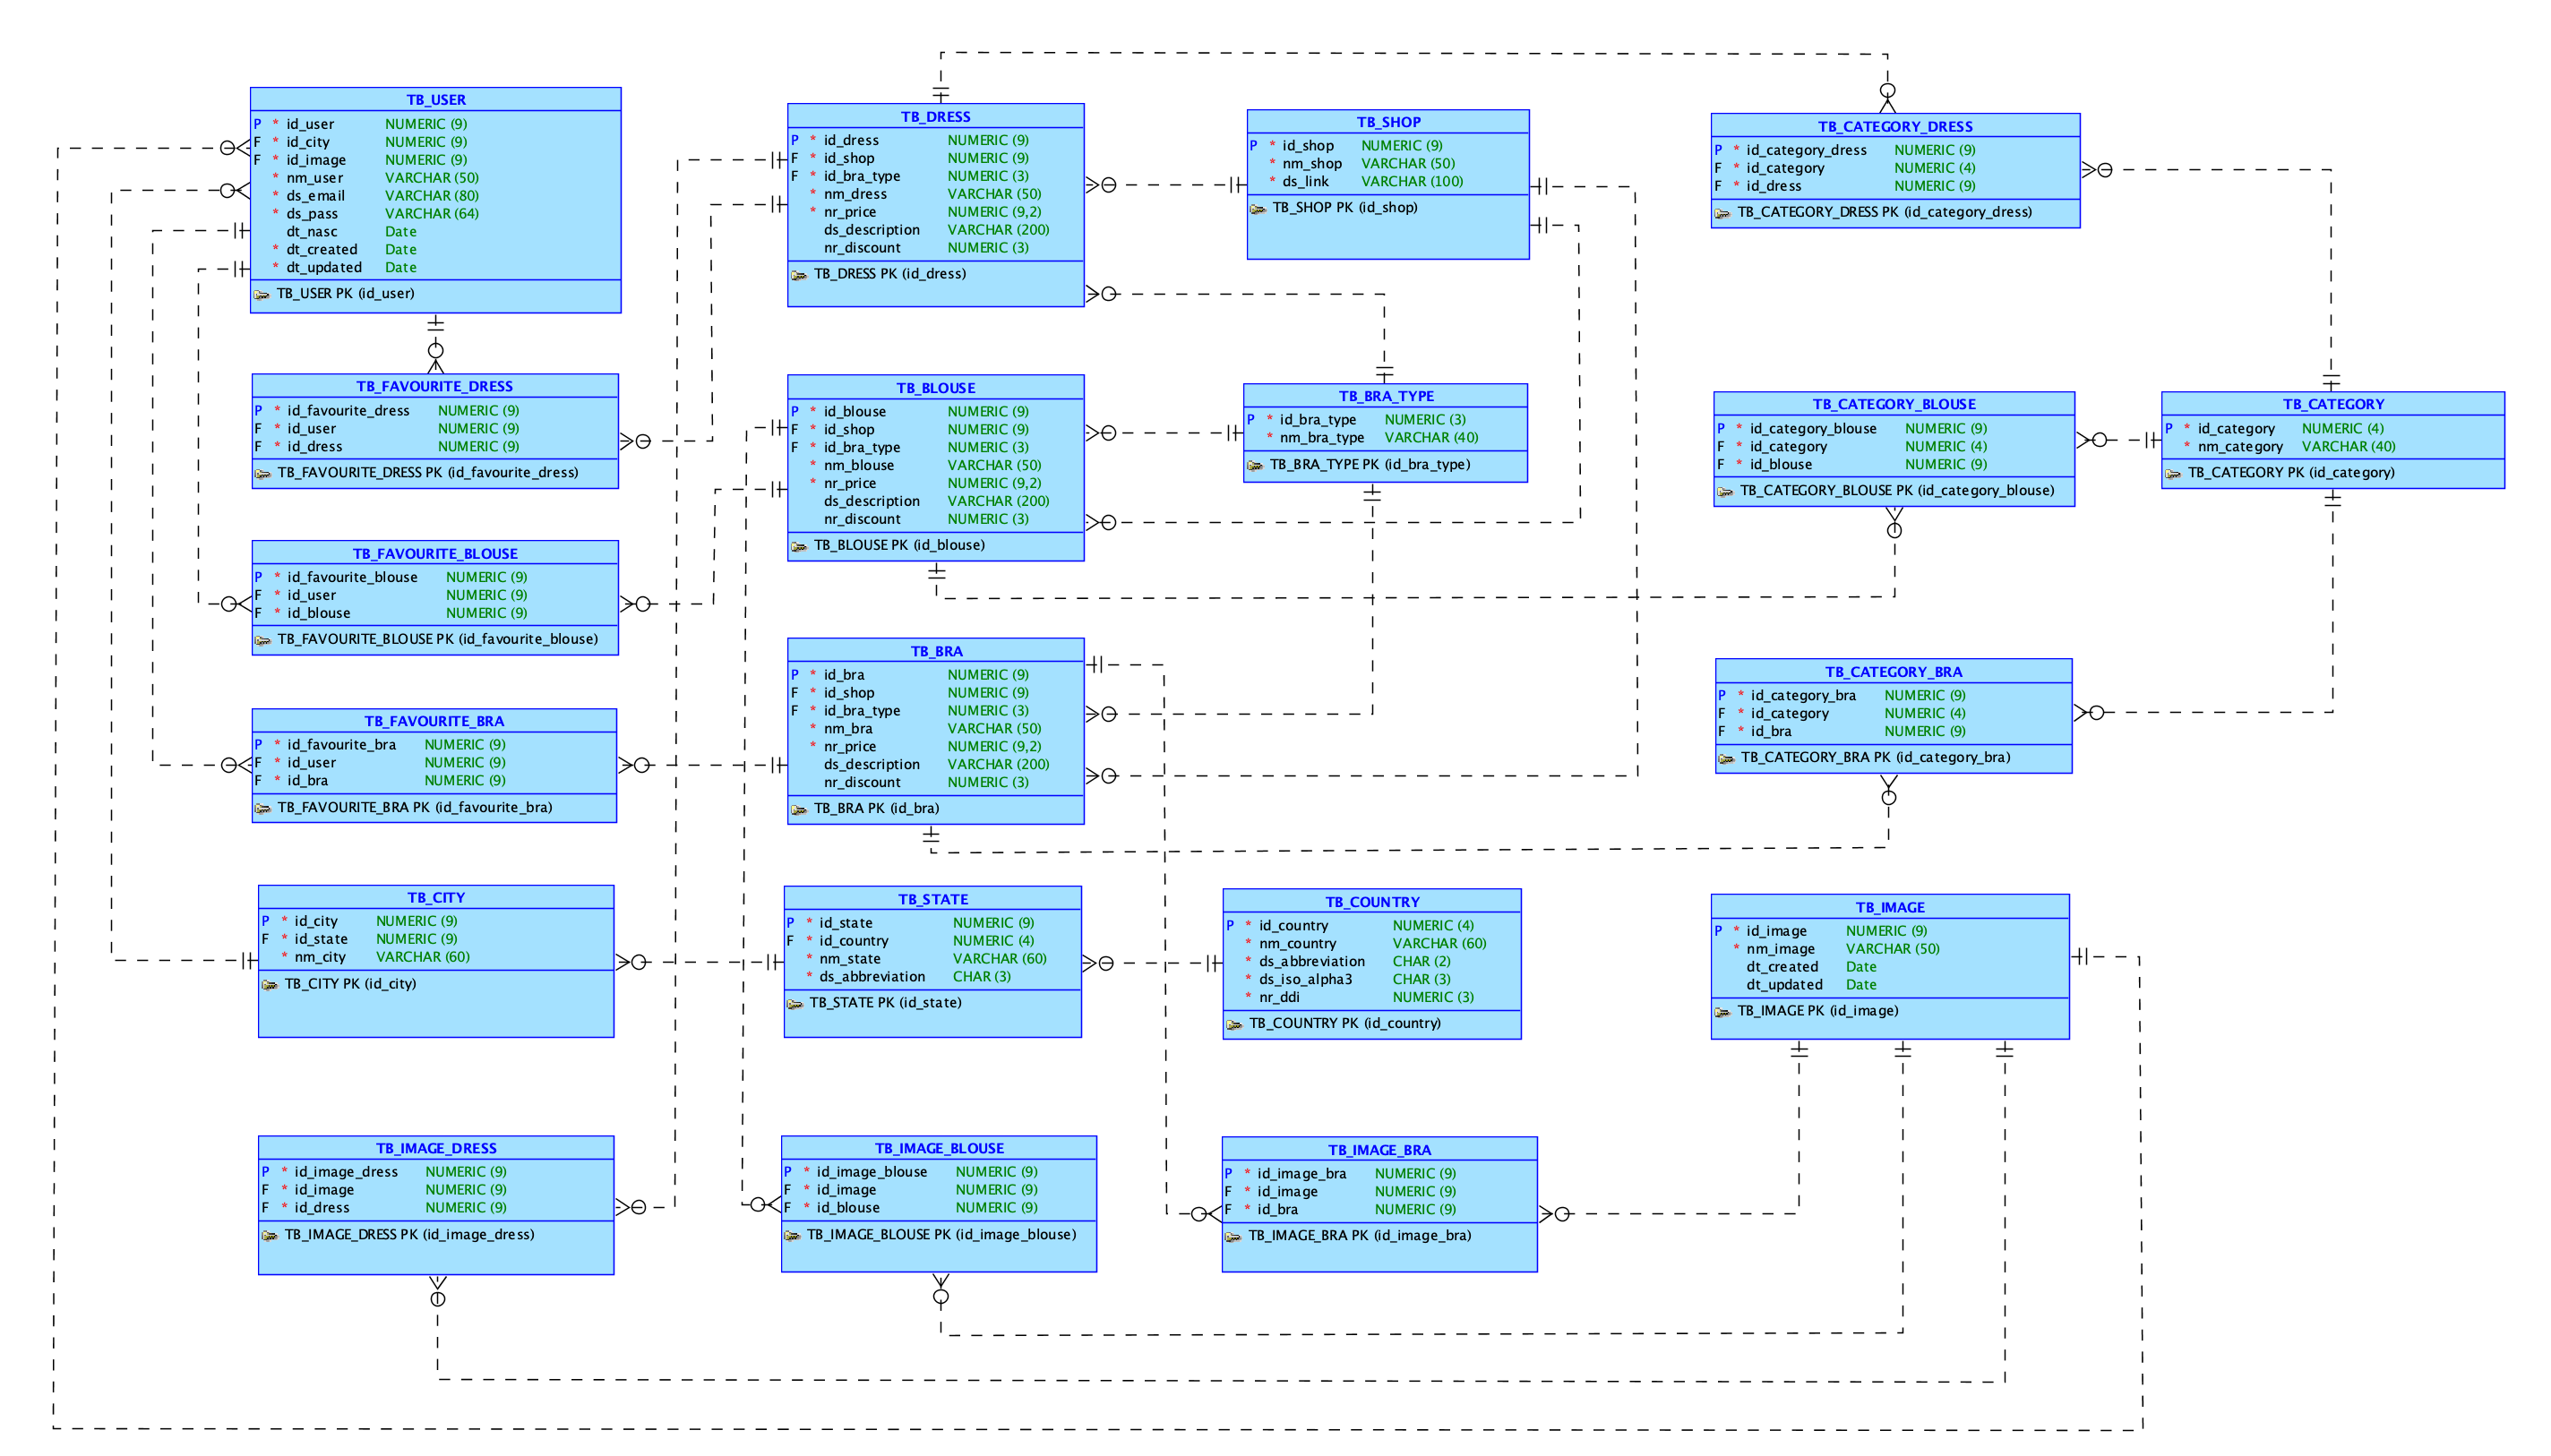 TB_USER
P * id_user NUMERIC (9)
F * id_city NUMERIC (9)
F * id_image NUMERIC (9)
* nm_user VARCHAR (50)
* ds_email VARCHAR (80)
* ds_pass VARCHAR (64)
dt_nasc Date
* dt_created Date
* dt_updated Date
TB_USER PK (id_user)
TB_DRESS
P * id_dress NUMERIC (9)
F * id_shop NUMERIC (9)
F * id_bra_type NUMERIC (3)
* nm_dress VARCHAR (50)
* nr_price NUMERIC (9,2)
ds_description VARCHAR (200)
nr_discount NUMERIC (3)
TB_DRESS PK (id_dress)
TB_SHOP
P * id_shop NUMERIC (9)
* nm_shop VARCHAR (50)
* ds_link VARCHAR (100)
TB_SHOP PK (id_shop)
TB_CATEGORY_DRESS
P * id_category_dress NUMERIC (9)
F * id_category NUMERIC (4)
F * id_dress NUMERIC (9)
TB_CATEGORY_DRESS PK (id_category_dress)
TB_FAVOURITE_DRESS
P * id_favourite_dress NUMERIC (9)
F * id_user NUMERIC (9)
F * id_dress NUMERIC (9)
TB_FAVOURITE_DRESS PK (id_favourite_dress)
TB_BLOUSE
P * id_blouse NUMERIC (9)
F * id_shop NUMERIC (9)
F * id_bra_type NUMERIC (3)
* nm_blouse VARCHAR (50)
* nr_price NUMERIC (9,2)
ds_description VARCHAR (200)
nr_discount NUMERIC (3)
TB_BLOUSE PK (id_blouse)
TB_BRA_TYPE
P * id_bra_type NUMERIC (3)
* nm_bra_type VARCHAR (40)
TB_BRA_TYPE PK (id_bra_type)
TB_CATEGORY_BLOUSE
P * id_category_blouse NUMERIC (9)
F * id_category NUMERIC (4)
F * id_blouse NUMERIC (9)
TB_CATEGORY_BLOUSE PK (id_category_blouse)
TB_CATEGORY
P * id_category NUMERIC (4)
* nm_category VARCHAR (40)
TB_CATEGORY PK (id_category)
TB_FAVOURITE_BLOUSE
P * id_favourite_blouse NUMERIC (9)
F * id_user NUMERIC (9)
F * id_blouse NUMERIC (9)
TB_FAVOURITE_BLOUSE PK (id_favourite_blouse)
TB_BRA
P * id_bra NUMERIC (9)
F * id_shop NUMERIC (9)
F * id_bra_type NUMERIC (3)
* nm_bra VARCHAR (50)
* nr_price NUMERIC (9,2)
ds_description VARCHAR (200)
nr_discount NUMERIC (3)
TB_BRA PK (id_bra)
TB_CATEGORY_BRA
P * id_category_bra NUMERIC (9)
F * id_category NUMERIC (4)
F * id_bra NUMERIC (9)
TB_CATEGORY_BRA PK (id_category_bra)
TB_FAVOURITE_BRA
P * id_favourite_bra NUMERIC (9)
F * id_user NUMERIC (9)
F * id_bra NUMERIC (9)
TB_FAVOURITE_BRA PK (id_favourite_bra)
TB_CITY
P * id_city NUMERIC (9)
F * id_state NUMERIC (9)
* nm_city VARCHAR (60)
TB_CITY PK (id_city)
TB_STATE
P * id_state NUMERIC (9)
F * id_country NUMERIC (4)
* nm_state VARCHAR (60)
* ds_abbreviation CHAR (3)
TB_STATE PK (id_state)
TB_COUNTRY
P * id_country NUMERIC (4)
* nm_country VARCHAR (60)
* ds_abbreviation CHAR (2)
* ds_iso_alpha3 CHAR (3)
* nr_ddi NUMERIC (3)
TB_COUNTRY PK (id_country)
TB_IMAGE
P * id_image NUMERIC (9)
* nm_image VARCHAR (50)
dt_created Date
dt_updated Date
TB_IMAGE PK (id_image)
TB_IMAGE_DRESS
P * id_image_dress NUMERIC (9)
F * id_image NUMERIC (9)
F * id_dress NUMERIC (9)
TB_IMAGE_DRESS PK (id_image_dress)
TB_IMAGE_BLOUSE
P * id_image_blouse NUMERIC (9)
F * id_image NUMERIC (9)
F * id_blouse NUMERIC (9)
TB_IMAGE_BLOUSE PK (id_image_blouse)
TB_IMAGE_BRA
P * id_image_bra NUMERIC (9)
F * id_image NUMERIC (9)
F * id_bra NUMERIC (9)
TB_IMAGE_BRA PK (id_image_bra)